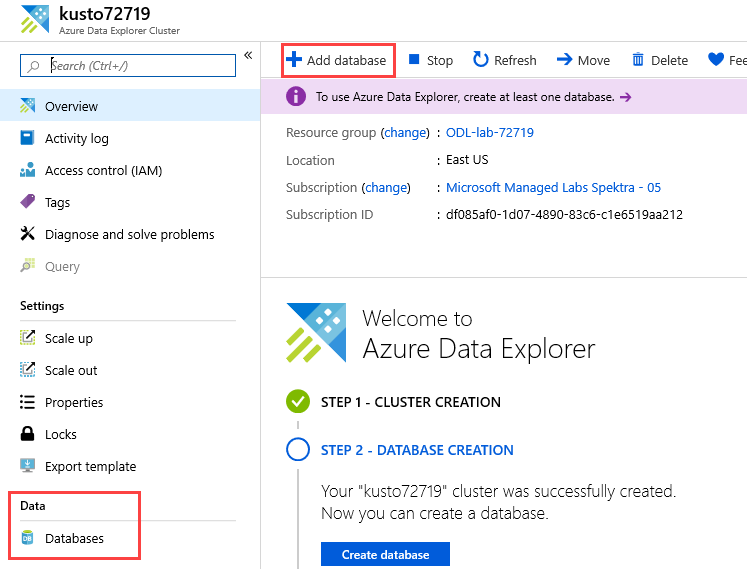 kusto72719
Azure Data Explorer Cluster
Search (Ctrl+/)
«
Overview
Activity log
Access control (IAM)
Tags
Diagnose and solve problems
Query
Settings
Scale up
Scale out
Properties
Locks
Export template
Data
Databases
Add database Stop Refresh Move Delete Fee
To use Azure Data Explorer, create at least one database. →
Resource group (change) : ODL-lab-72719
Location : East US
Subscription (change) : Microsoft Managed Labs Spektra - 05
Subscription ID : df085af0-1d07-4890-83c6-c1e6519aa212
Welcome to
Azure Data Explorer
STEP 1 - CLUSTER CREATION
STEP 2 - DATABASE CREATION
Your "kusto72719" cluster was successfully created.
Now you can create a database.
Create database